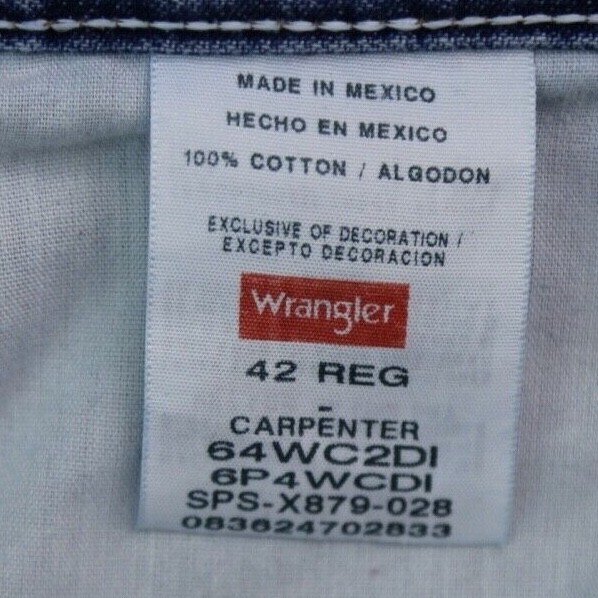 MADE IN MEXICO
HECHO EN MEXICO
100% COTTON / ALGODON
EXCLUSIVE OF DECORATION /
EXCEPTO DECORACION
Wrangler
42 REG
-
CARPENTER
64WC2DI
6P4WCDI
SPS-X879-028
083624702833